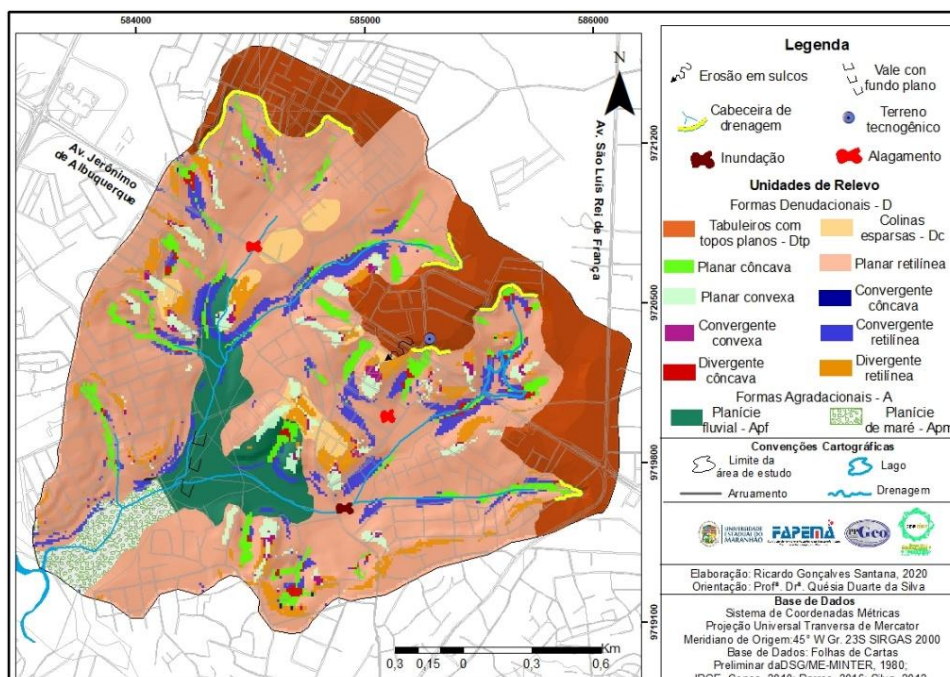 584000 585000 586000
9721200
Av. Jerônimo
de Albuquerque
Av. São Luís Rei de França
9720500
9719800
9719100
N
Km
0,3 0,15 0 0,3 0,6
Legenda
Erosão em sulcos
Vale con
fundo plano
Cabeceira de
drenagem
Terreno
tecnogênico
Inundação
Alagamento
Unidades de Relevo
Formas Denudacionais - D
Tabuleiros com
topos planos - Dtp
Colinas
esparsas - Dc
Planar côncava
Planar retilínea
Planar convexa
Convergente
côncava
Convergente
convexa
Convergente
retilínea
Divergente
côncava
Divergente
retilínea
Formas Agradacionais - A
Planície
fluvial - Apf
Planície
de maré - Apm
Convenções Cartográficas
Limite da
área de estudo
Lago
Arruamento
Drenagem
UNIVERSIDADE
ESTADUAL DO
MARANHÃO
FAPEMA
Geo
Elaboração: Ricardo Gonçalves Santana, 2020
Orientação: Profª. Drª. Quésia Duarte da Silva
Base de Dados
Sistema de Coordenadas Métricas
Projeção Universal Tranversa de Mercator
Meridiano de Origem:45° W Gr. 23S SIRGAS 2000
Base de Dados: Folhas de Cartas
Preliminar daDSG/ME-MINTER, 1980;